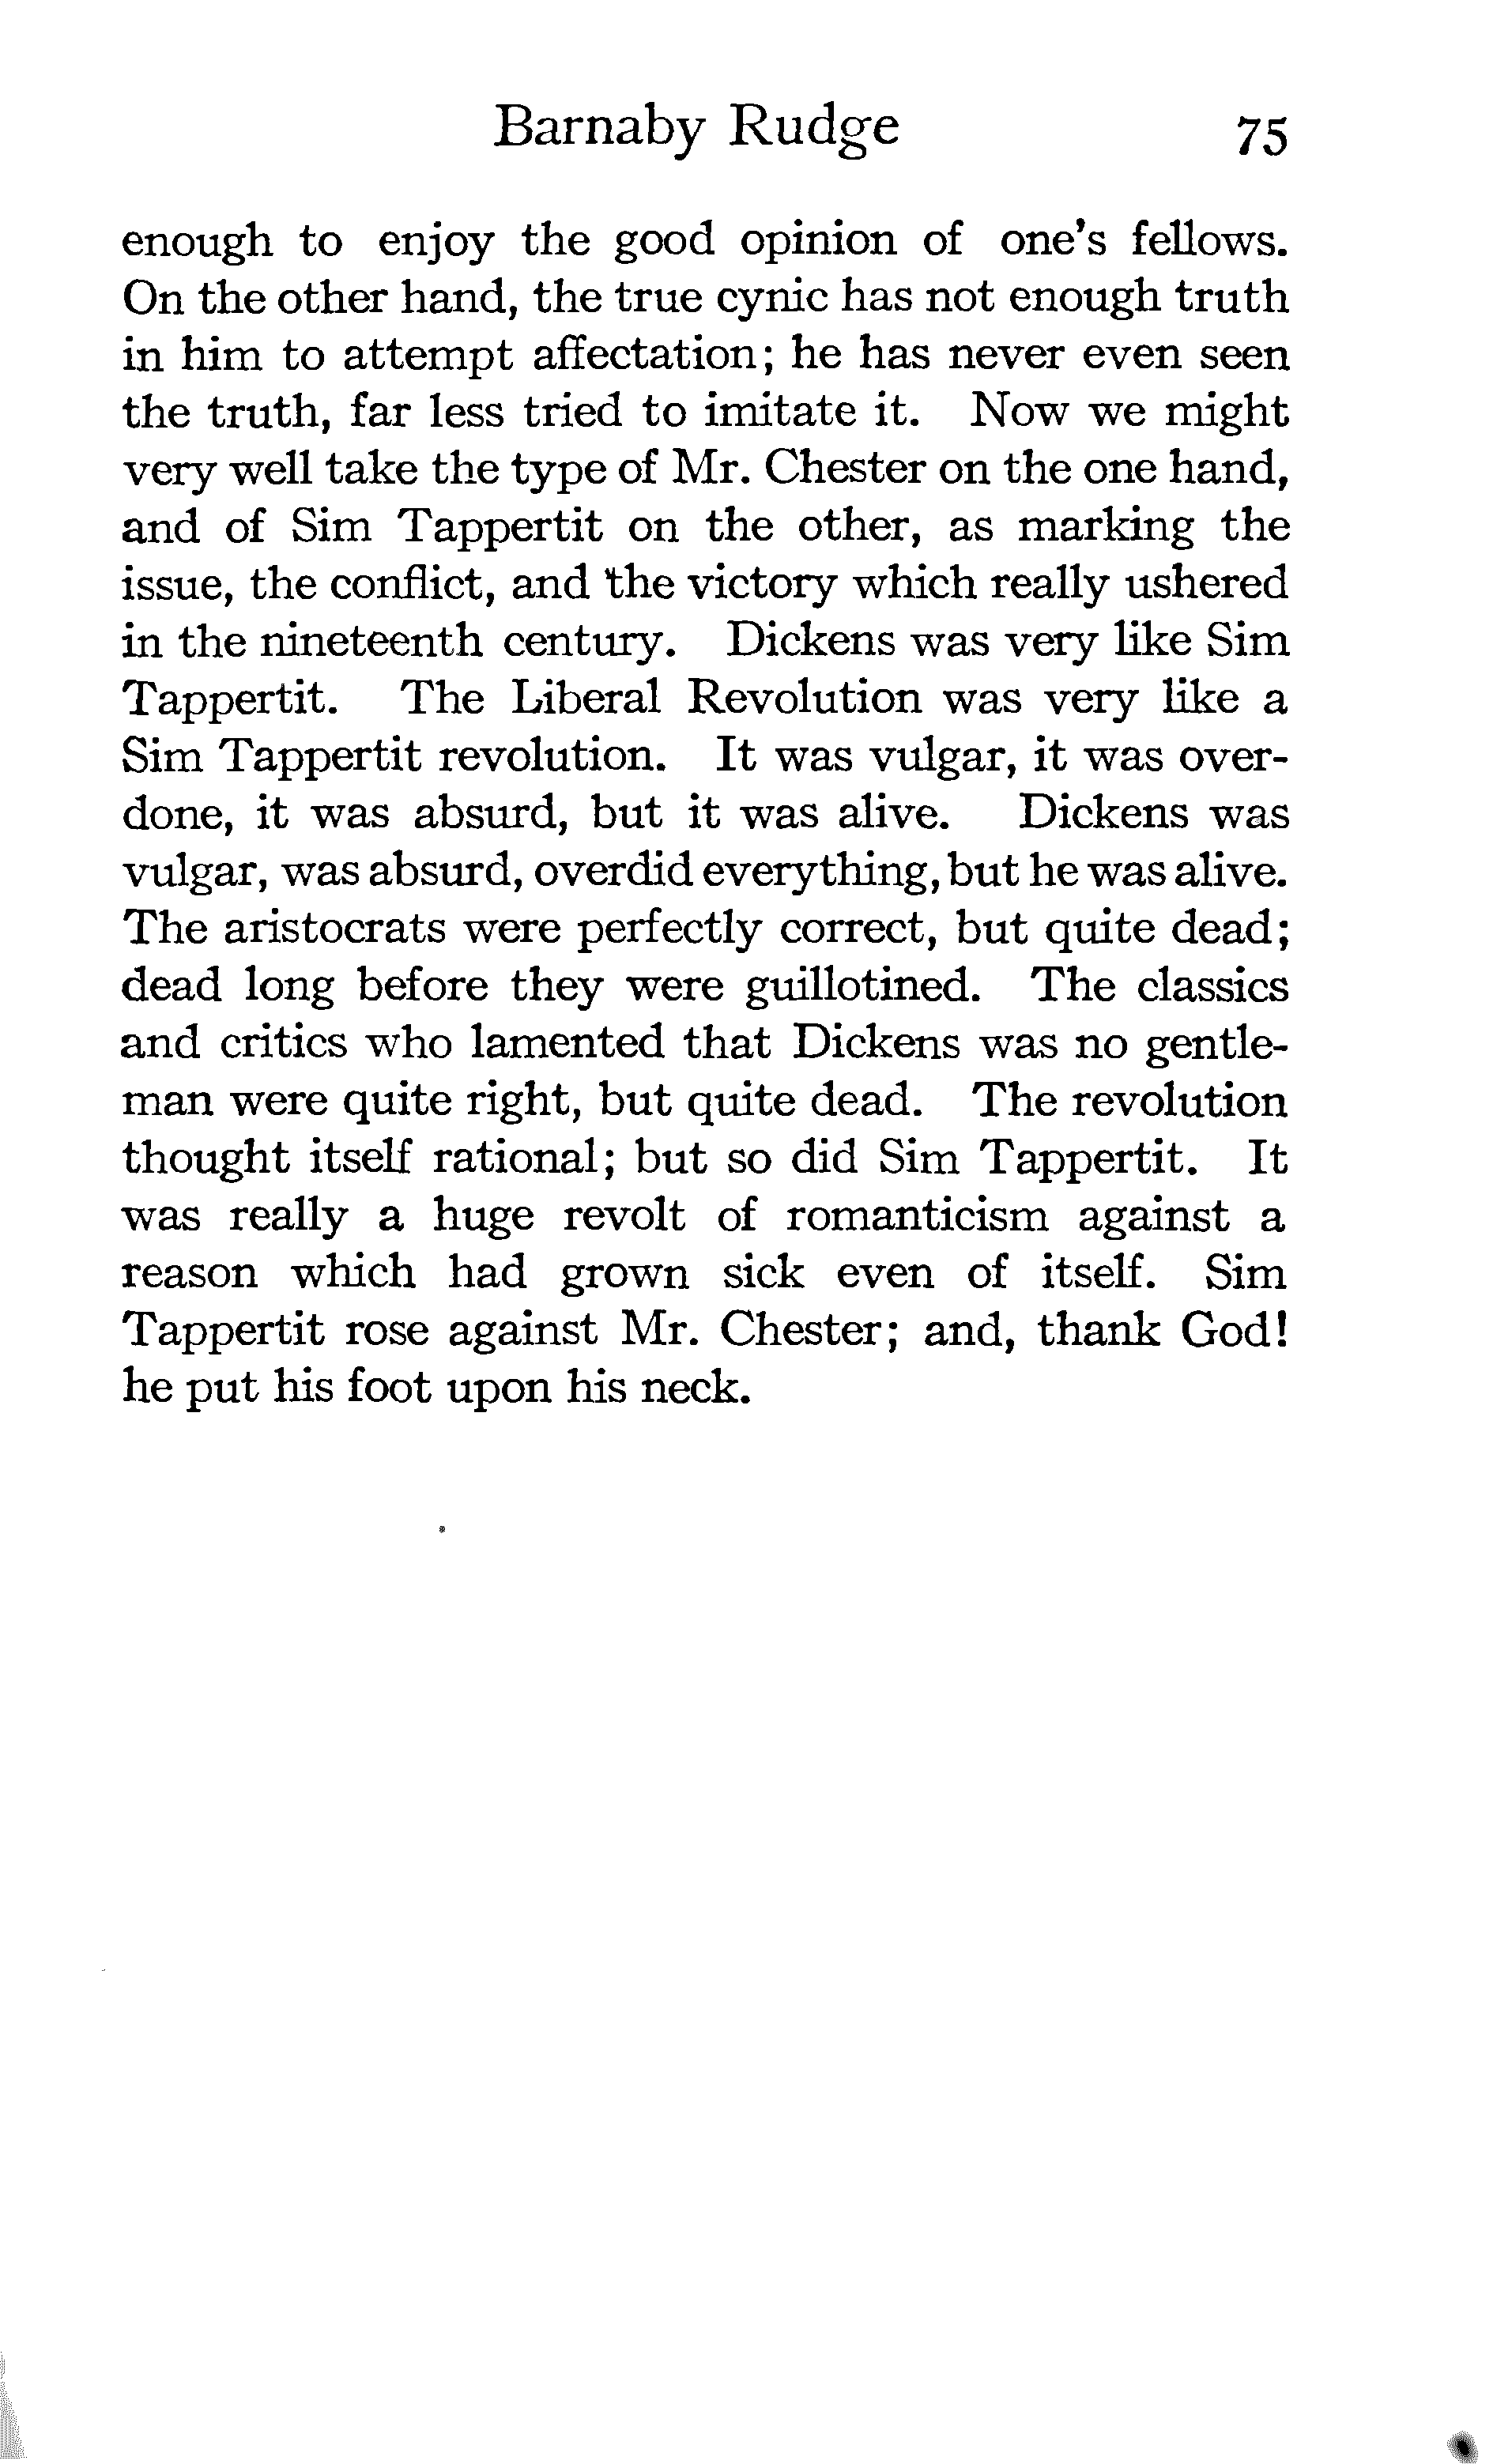 Barnaby Rudge 75
enough to enjoy the good opinion of one's fellows.
On the other hand, the true cynic has not enough truth
in him to attempt affectation; he has never even seen
the truth, far less tried to imitate it. Now we might
very well take the type of Mr. Chester on the one hand,
and of Sim Tappertit on the other, as marking the
issue, the conflict, and the victory which really ushered
in the nineteenth century. Dickens was very like Sim
Tappertit. The Liberal Revolution was very like a
Sim Tappertit revolution. It was vulgar, it was over-
done, it was absurd, but it was alive. Dickens was
vulgar, was absurd, overdid everything, but he was alive.
The aristocrats were perfectly correct, but quite dead;
dead long before they were guillotined. The classics
and critics who lamented that Dickens was no gentle-
man were quite right, but quite dead. The revolution
thought itself rational; but so did Sim Tappertit. It
was really a huge revolt of romanticism against a
reason which had grown sick even of itself. Sim
Tappertit rose against Mr. Chester; and, thank God!
he put his foot upon his neck.